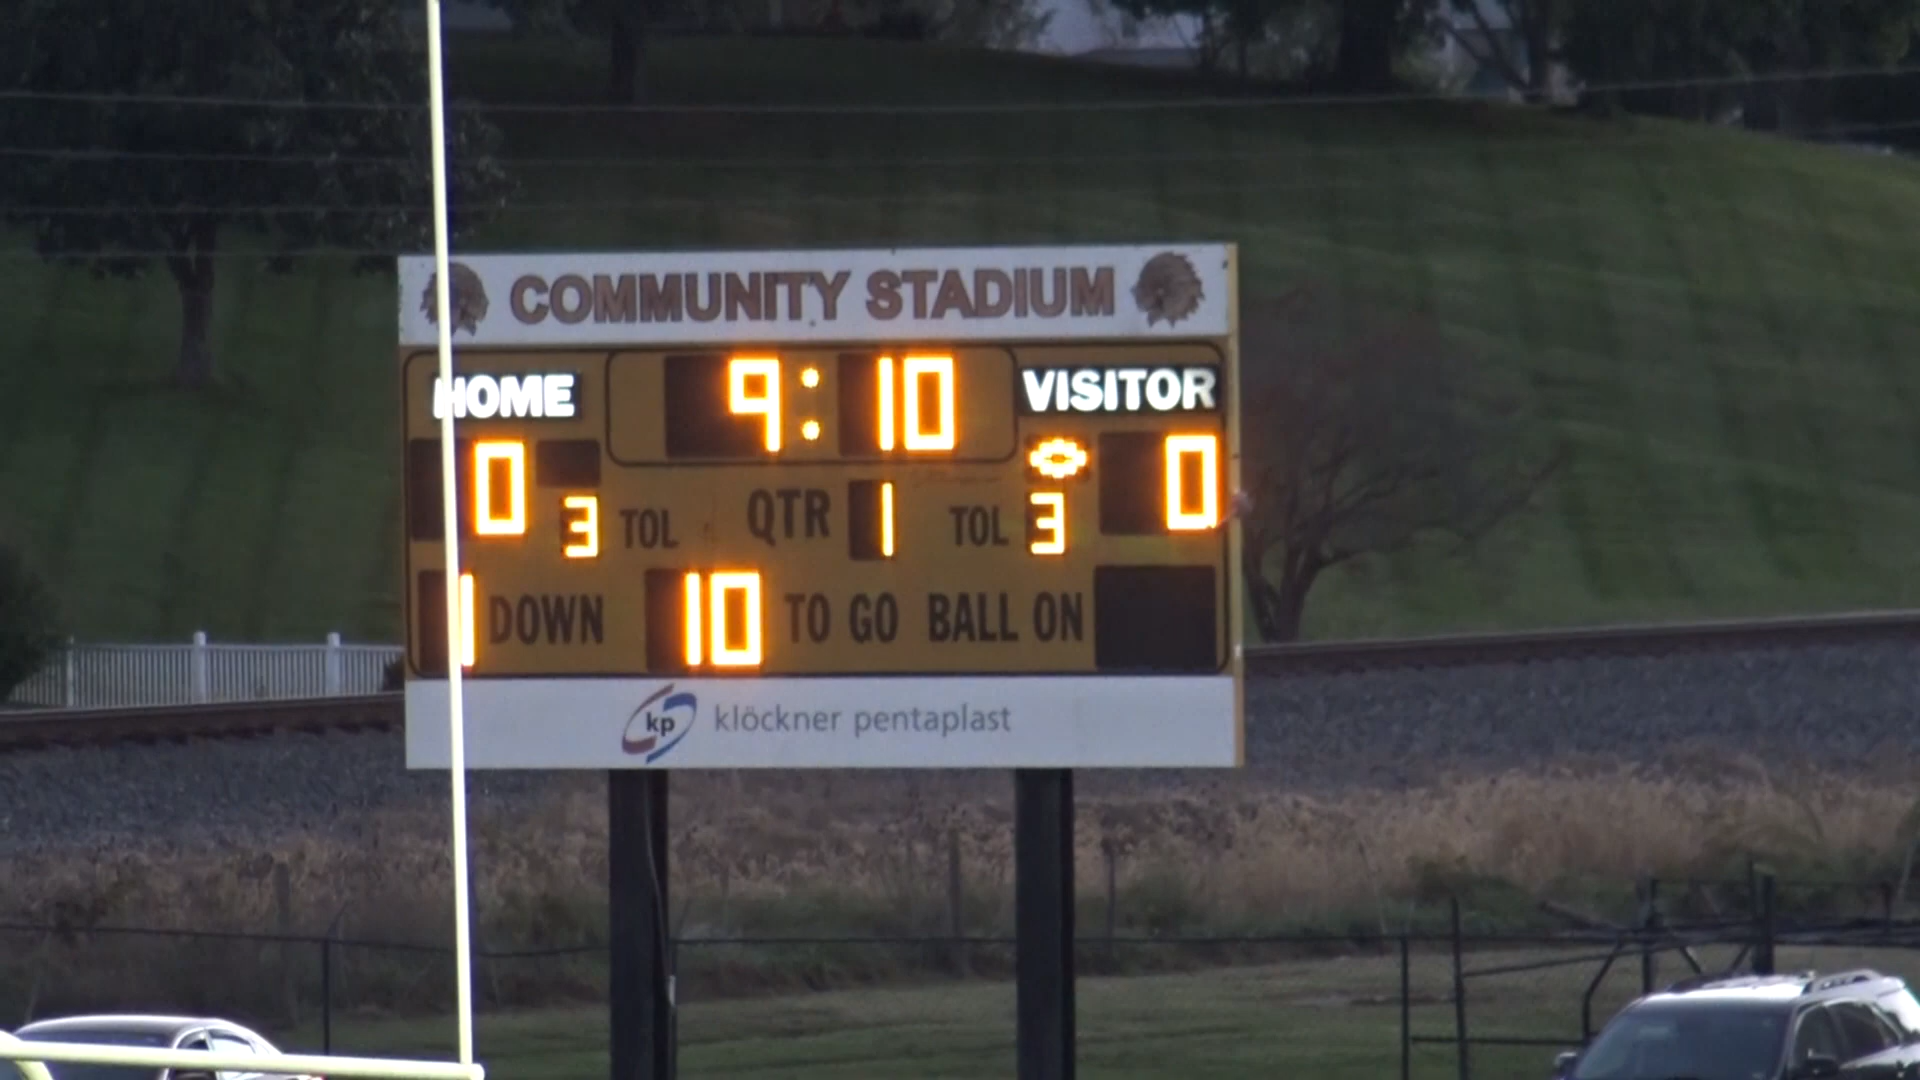 COMMUNITY STADIUM
HOME 9:10 VISITOR
0 3 TOL QTR 1 TOL 3 0
1 DOWN 10 TO GO BALL ON
kp klöckner pentaplast